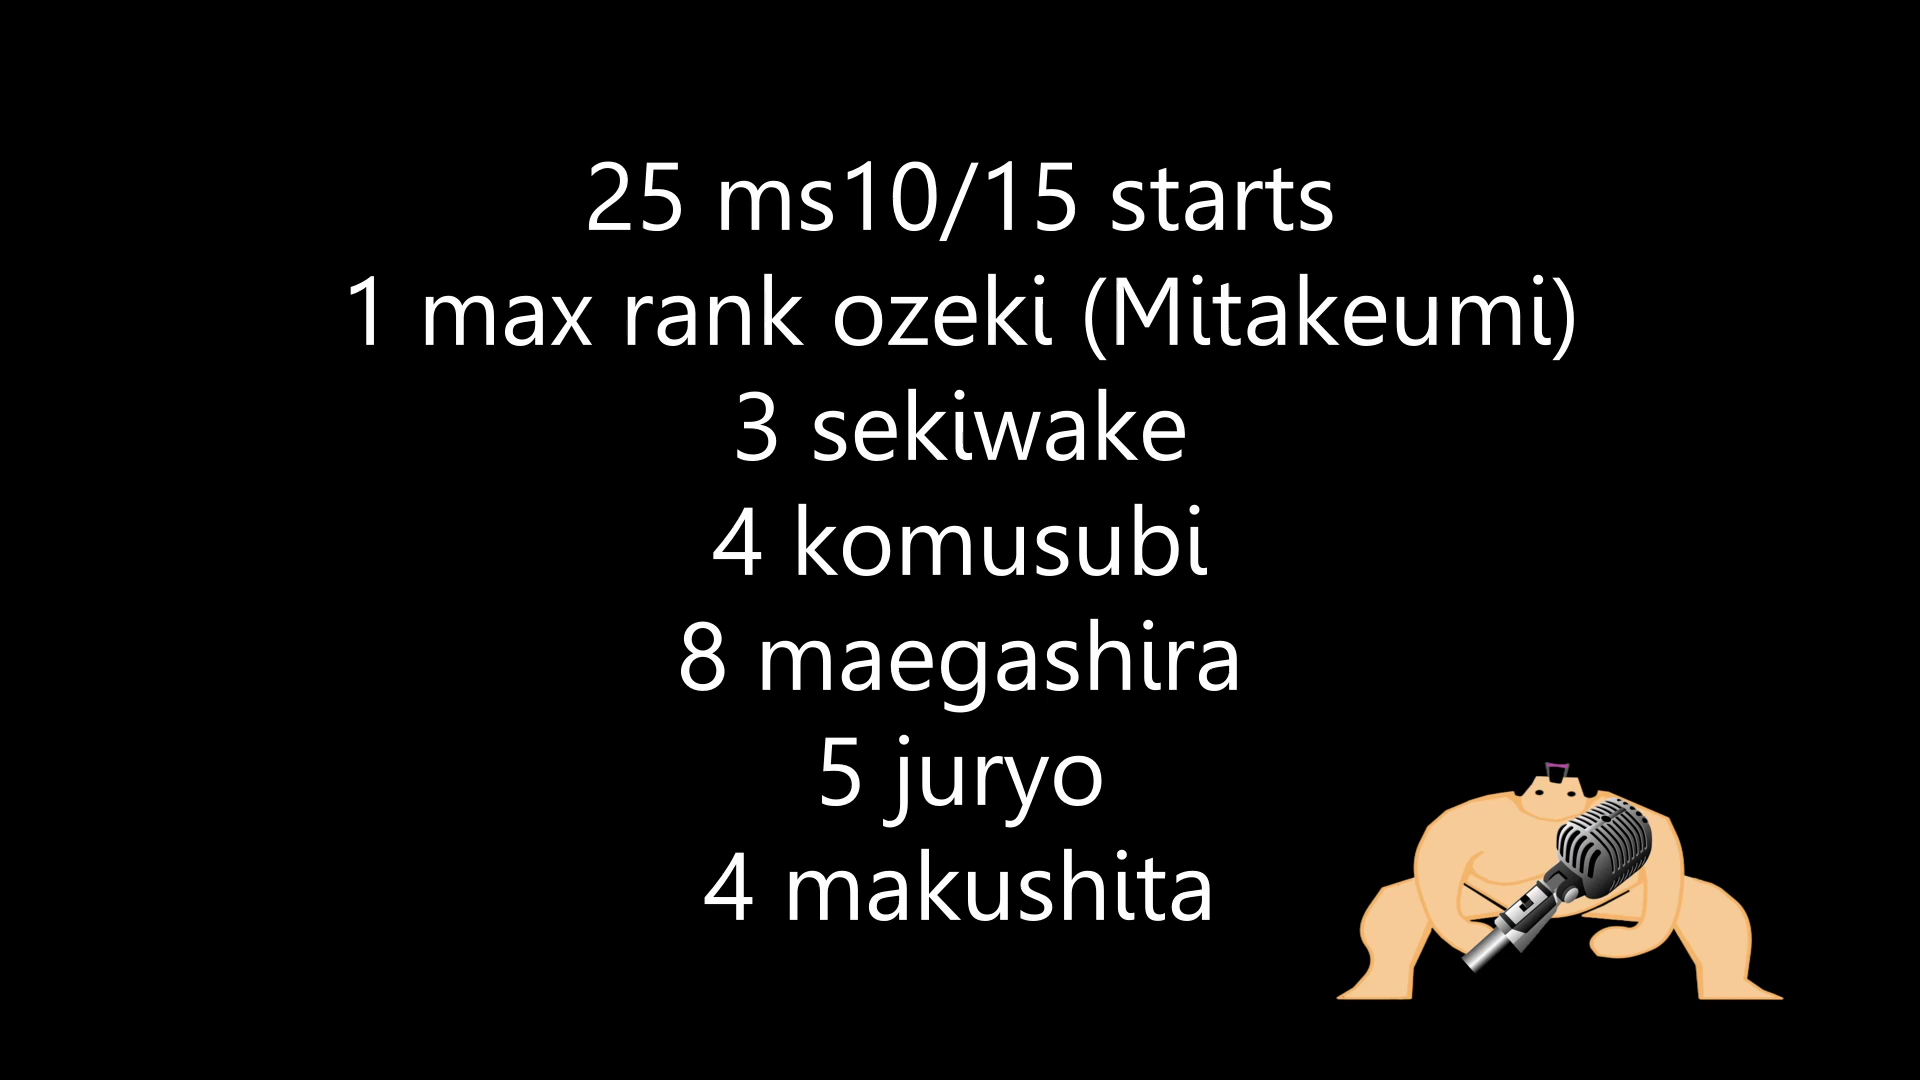 25 ms10/15 starts
1 max rank ozeki (Mitakeumi)
3 sekiwake
4 komusubi
8 maegashira
5 juryo
4 makushita